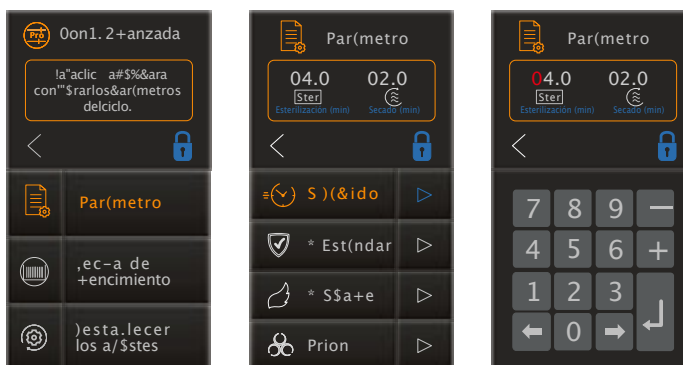 Pro
0on1. 2+anzada
!a"aclic a#$%&ara
con'"$rarlos&ar(metros
delciclo.
Par(metro
,ec-a de
+encimiento
)esta.lecer
los a/$stes
Par(metro
04.0 02.0
Ster
Esterilización (min) Secado (min)
S )(&ido
* Est(ndar
* S$a+e
Prion
Par(metro
04.0 02.0
Ster
Esterilización (min) Secado (min)
7 8 9 —
4 5 6 +
1 2 3
0